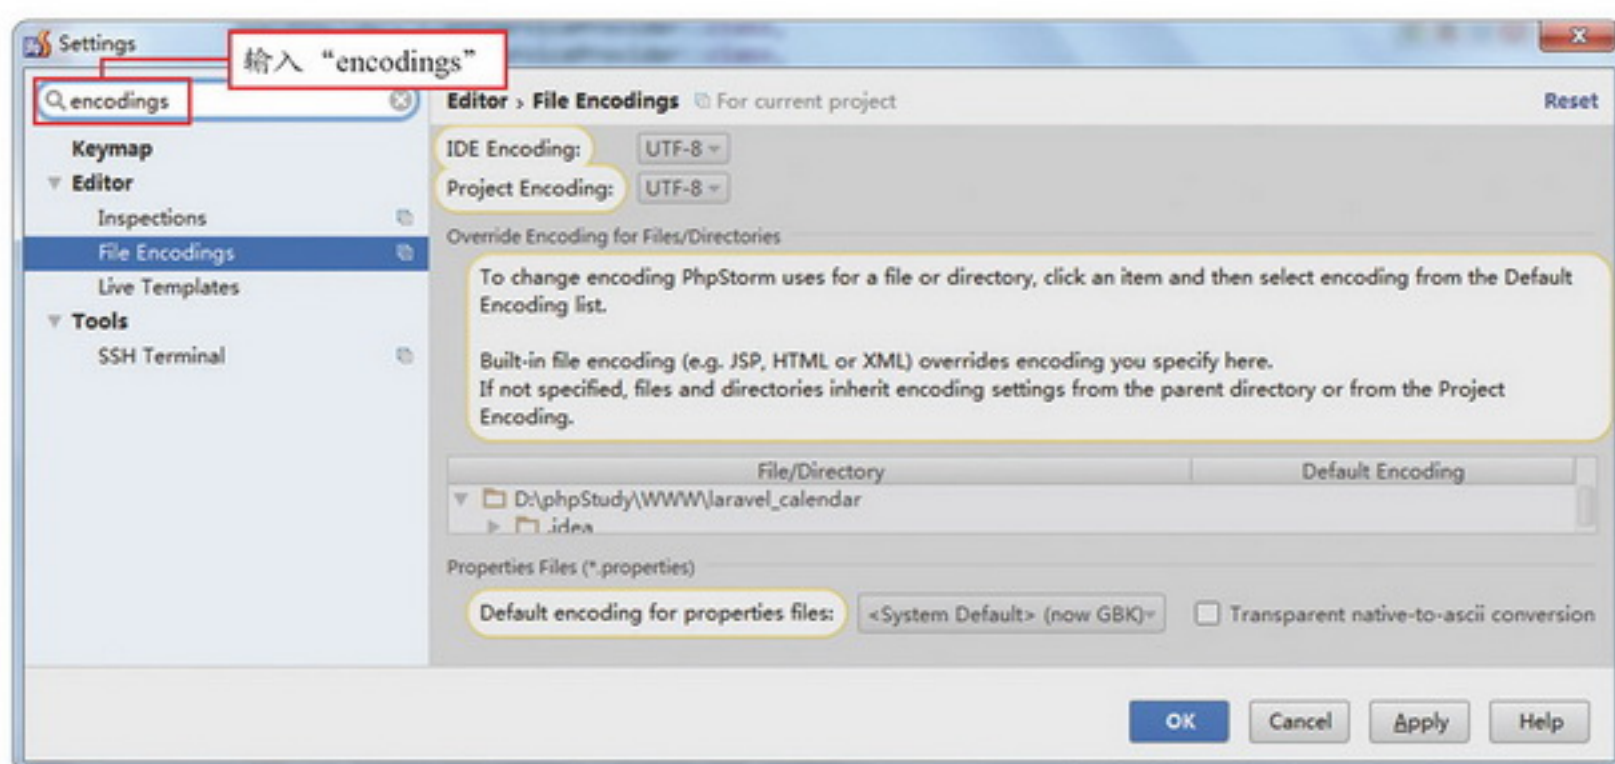 Settings
输入 “encodings”
encodings
Editor › File Encodings For current project Reset
Keymap
Editor
Inspections
File Encodings
Live Templates
Tools
SSH Terminal
IDE Encoding: UTF-8
Project Encoding: UTF-8
Override Encoding for Files/Directories
To change encoding PhpStorm uses for a file or directory, click an item and then select encoding from the Default
Encoding list.
Built-in file encoding (e.g. JSP, HTML or XML) overrides encoding you specify here.
If not specified, files and directories inherit encoding settings from the parent directory or from the Project
Encoding.
File/Directory Default Encoding
D:\phpStudy\WWW\laravel_calendar
.idea
Properties Files (*.properties)
Default encoding for properties files: <System Default> (now GBK) Transparent native-to-ascii conversion
OK Cancel Apply Help